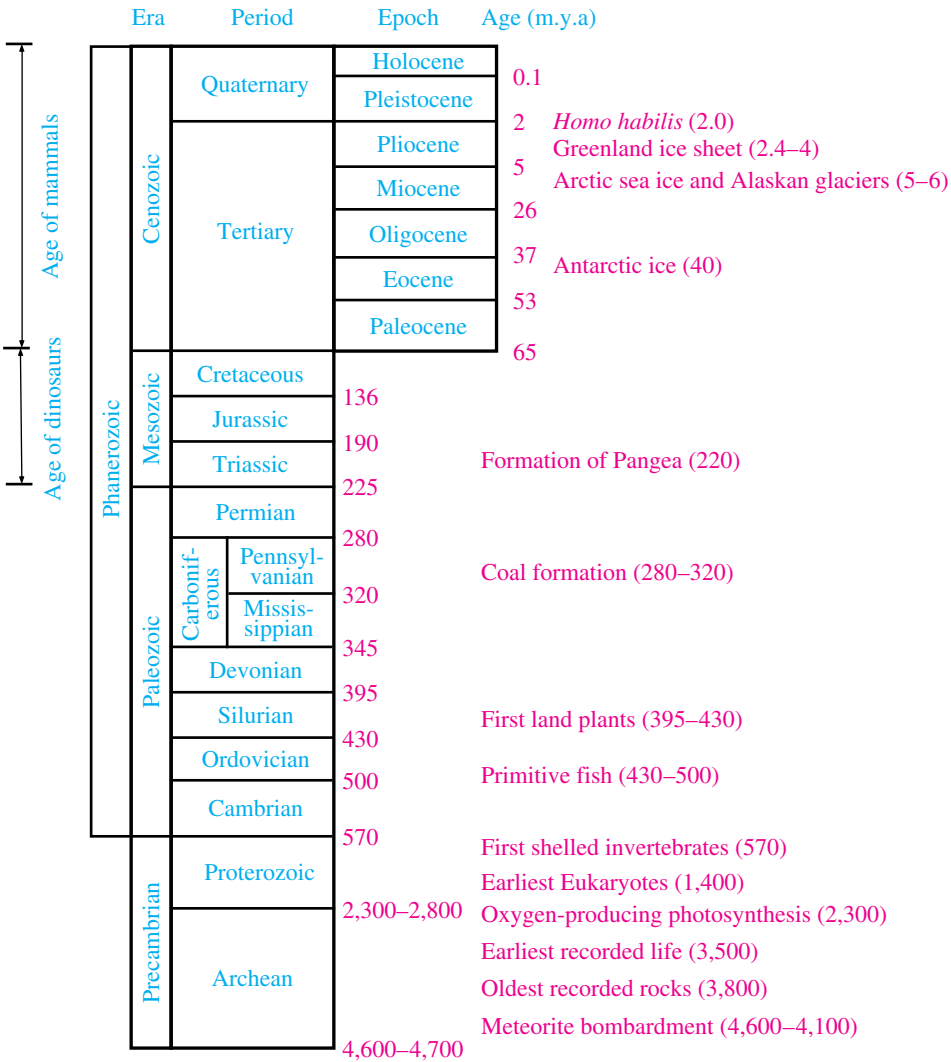 Era Period Epoch Age (m.y.a)
Age of mammals
Age of dinosaurs
Phanerozoic
Cenozoic
Mesozoic
Paleozoic
Precambrian
Quaternary
Tertiary
Holocene
0.1
Pleistocene
2 Homo habilis (2.0)
Pliocene
Greenland ice sheet (2.4–4)
5
Miocene
Arctic sea ice and Alaskan glaciers (5–6)
26
Oligocene
37
Antarctic ice (40)
Eocene
53
Paleocene
65
Cretaceous
136
Jurassic
190
Triassic
Formation of Pangea (220)
225
Permian
280
Carbonif-
erous
Pennsyl-
vanian
Coal formation (280–320)
320
Missis-
sippian
345
Devonian
395
Silurian
First land plants (395–430)
430
Ordovician
Primitive fish (430–500)
500
Cambrian
570
First shelled invertebrates (570)
Proterozoic
Earliest Eukaryotes (1,400)
2,300–2,800
Oxygen-producing photosynthesis (2,300)
Earliest recorded life (3,500)
Archean
Oldest recorded rocks (3,800)
Meteorite bombardment (4,600–4,100)
4,600–4,700